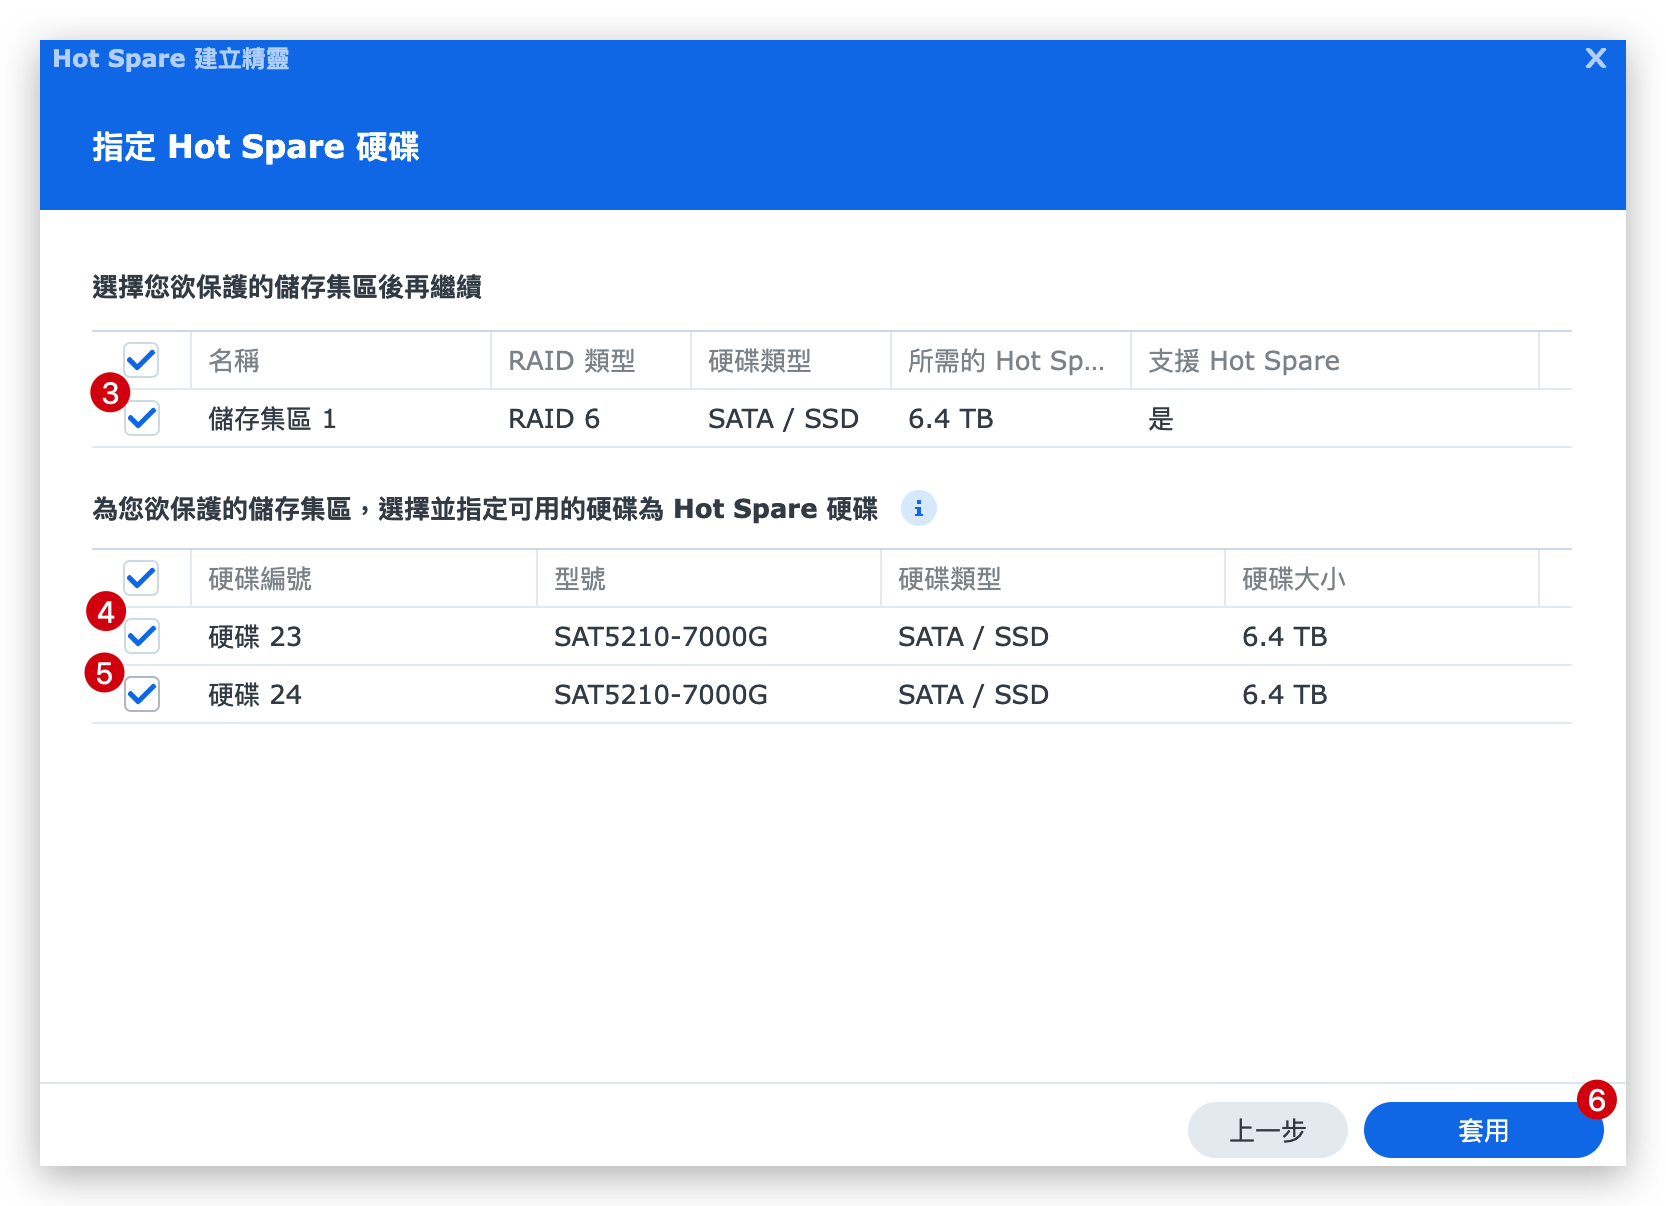 Hot Spare 建立精靈
X
指定 Hot Spare 硬碟
選擇您欲保護的儲存集區後再繼續
名稱 RAID 類型 硬碟類型 所需的 Hot Sp... 支援 Hot Spare
3
儲存集區 1 RAID 6 SATA / SSD 6.4 TB 是
為您欲保護的儲存集區，選擇並指定可用的硬碟為 Hot Spare 硬碟 i
硬碟編號 型號 硬碟類型 硬碟大小
4
硬碟 23 SAT5210-7000G SATA / SSD 6.4 TB
5
硬碟 24 SAT5210-7000G SATA / SSD 6.4 TB
6
上一步 套用